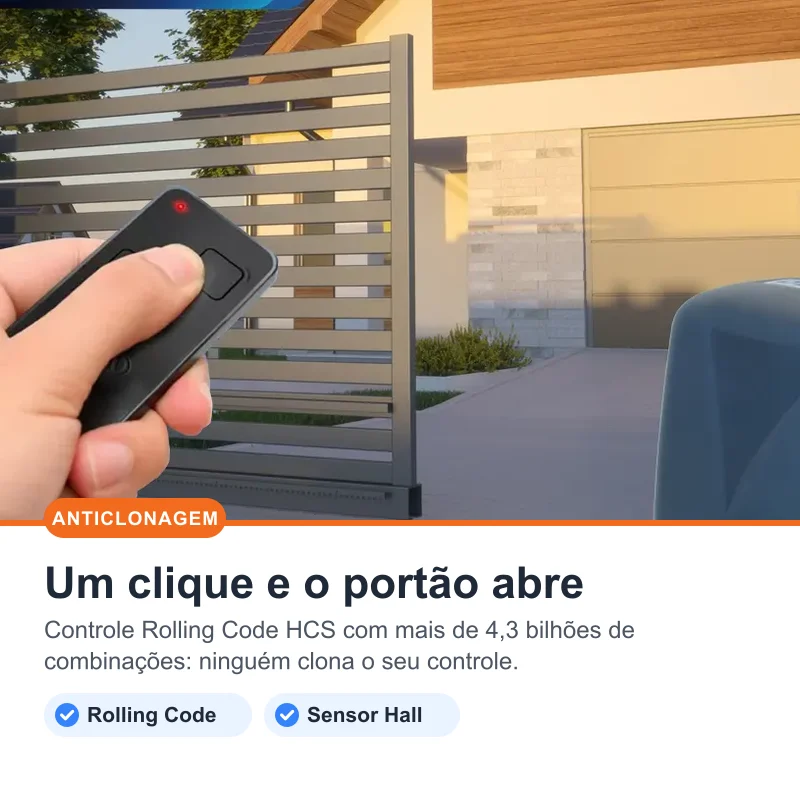 ANTICLONAGEM
Um clique e o portão abre
Controle Rolling Code HCS com mais de 4,3 bilhões de
combinações: ninguém clona o seu controle.
Rolling Code
Sensor Hall